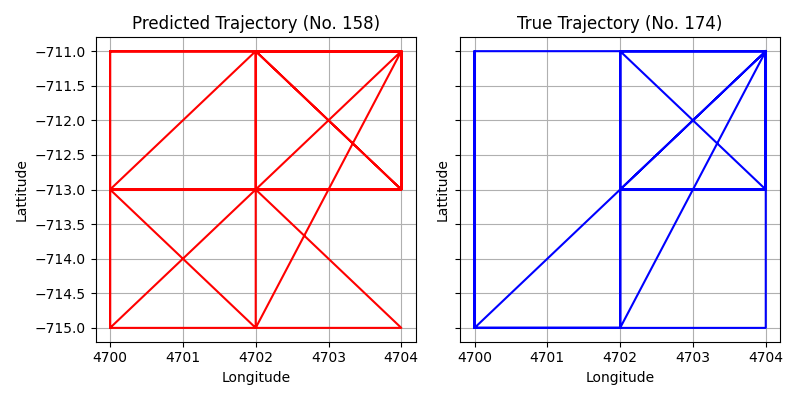 Predicted Trajectory (No. 158)
True Trajectory (No. 174)
−711.0
−711.5
−712.0
−712.5
−713.0
−713.5
−714.0
−714.5
−715.0
Lattitude
Lattitude
4700 4701 4702 4703 4704
4700 4701 4702 4703 4704
Longitude
Longitude